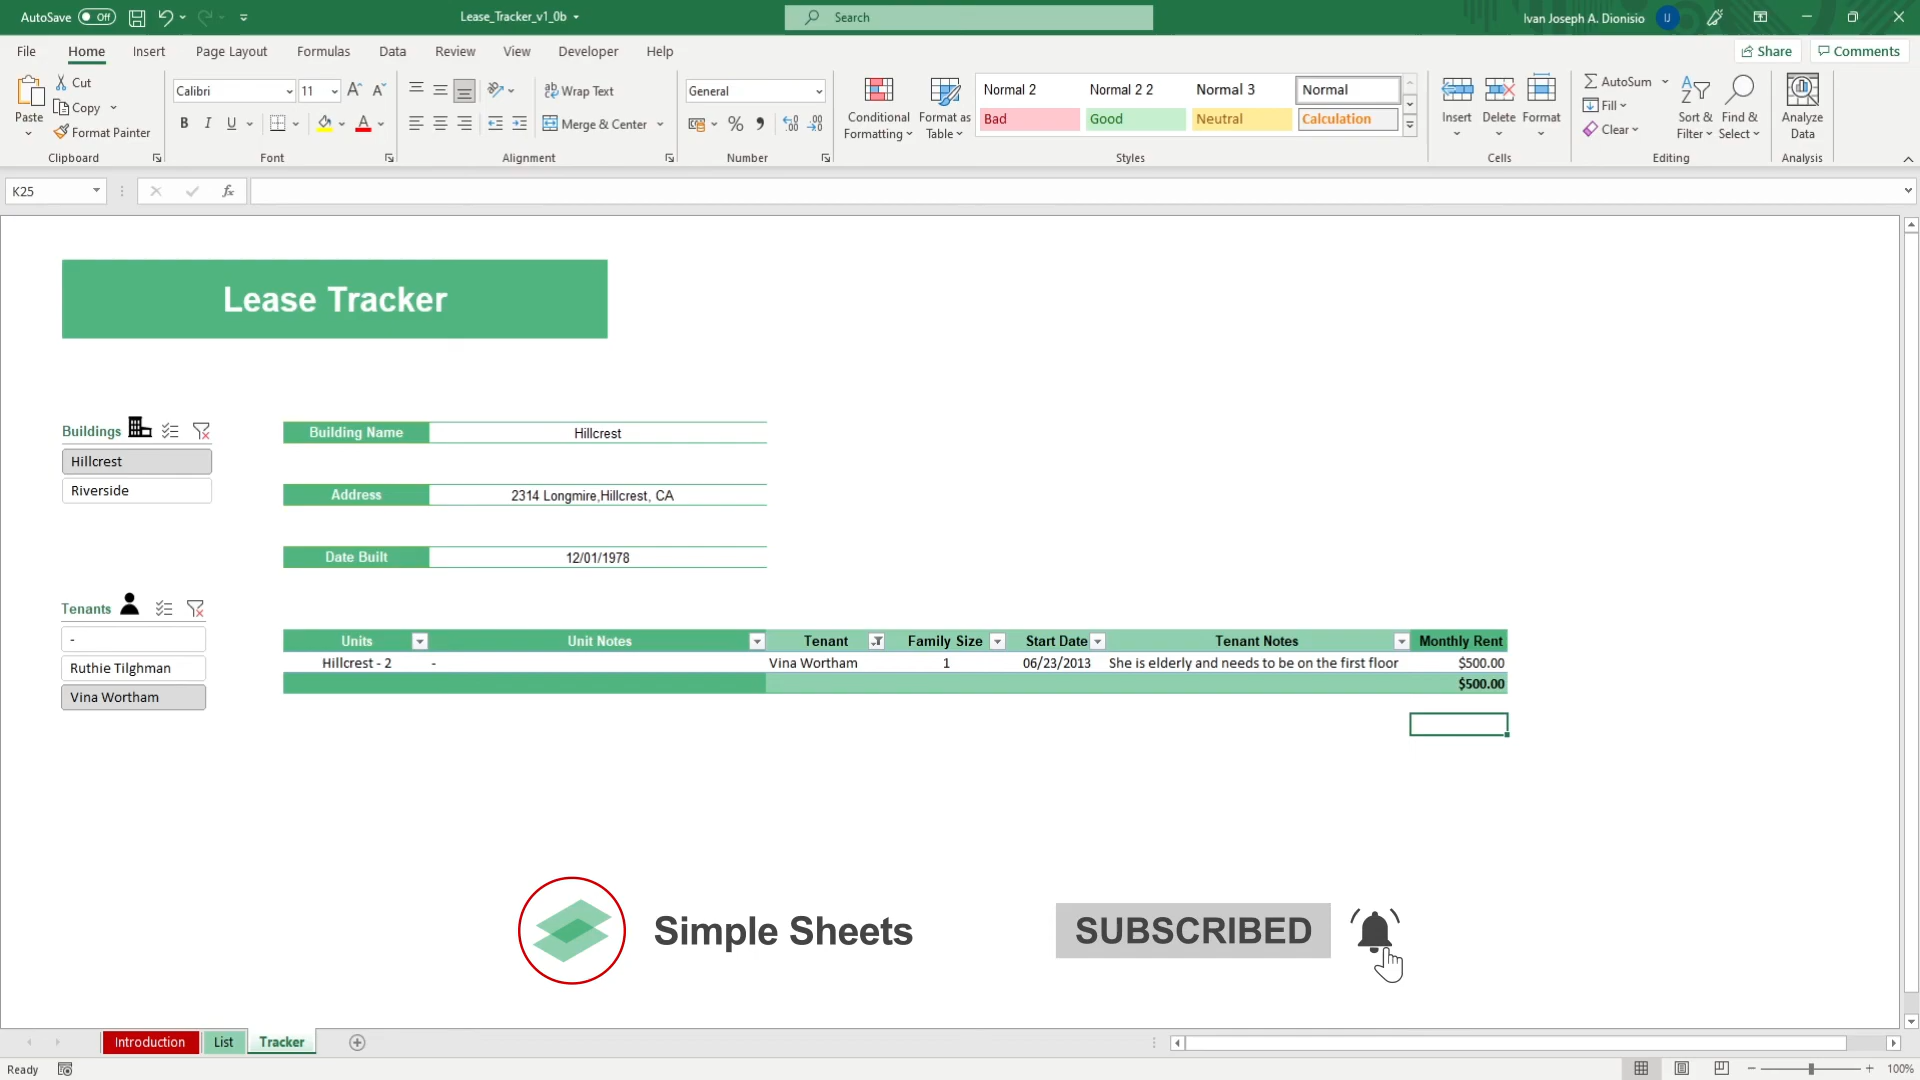 AutoSave Off Lease_Tracker_v1_0b Search Ivan Joseph A. Dionisio IJ
File Home Insert Page Layout Formulas Data Review View Developer Help Share Comments
Paste Cut Copy Format Painter
Clipboard
Calibri 11
B I U
Font
Wrap Text
Merge & Center
Alignment
General
Number
Conditional Formatting
Format as Table
Normal 2 Normal 2 2 Normal 3 Normal
Bad Good Neutral Calculation
Styles
Insert Delete Format
Cells
AutoSum
Fill
Clear
Sort & Filter
Find & Select
Editing
Analyze Data
Analysis
K25 fx
Lease Tracker
Buildings
Hillcrest
Riverside
Building Name Hillcrest
Address 2314 Longmire,Hillcrest, CA
Date Built 12/01/1978
Tenants
-
Ruthie Tilghman
Vina Wortham
Units Unit Notes Tenant Family Size Start Date Tenant Notes Monthly Rent
Hillcrest - 2 - Vina Wortham 1 06/23/2013 She is elderly and needs to be on the first floor $500.00
$500.00
Simple Sheets SUBSCRIBED
Introduction List Tracker
Ready 100%